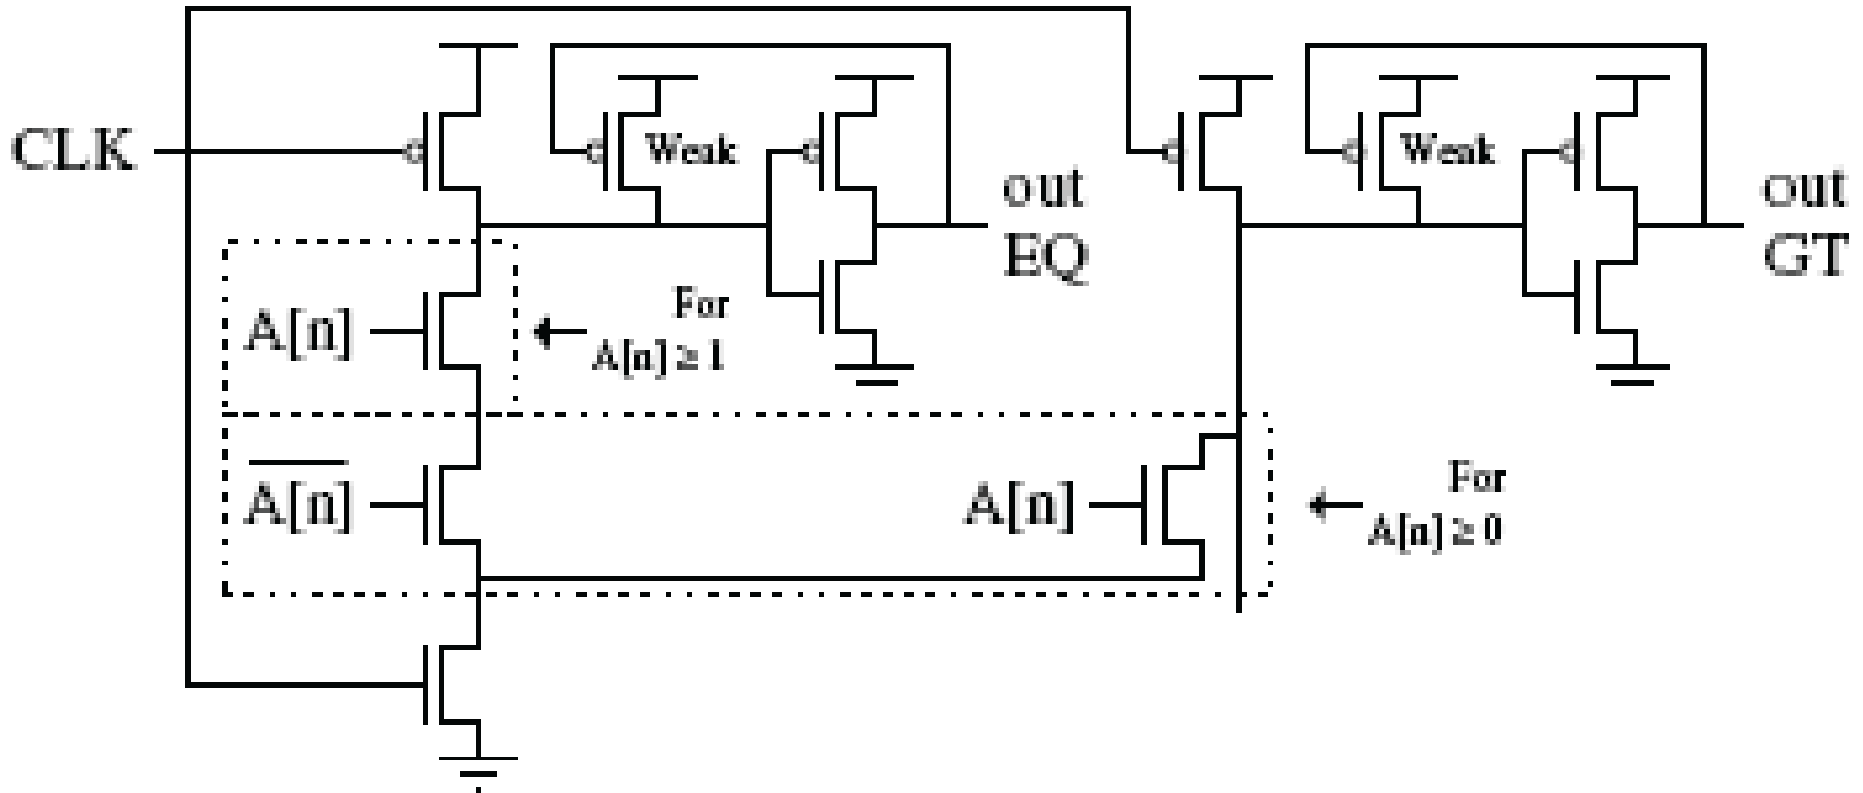 CLK
Weak
out
EQ
Weak
out
GT
A[n]
For
A[n] ≥ 1
A[n]
A[n]
For
A[n] ≥ 0